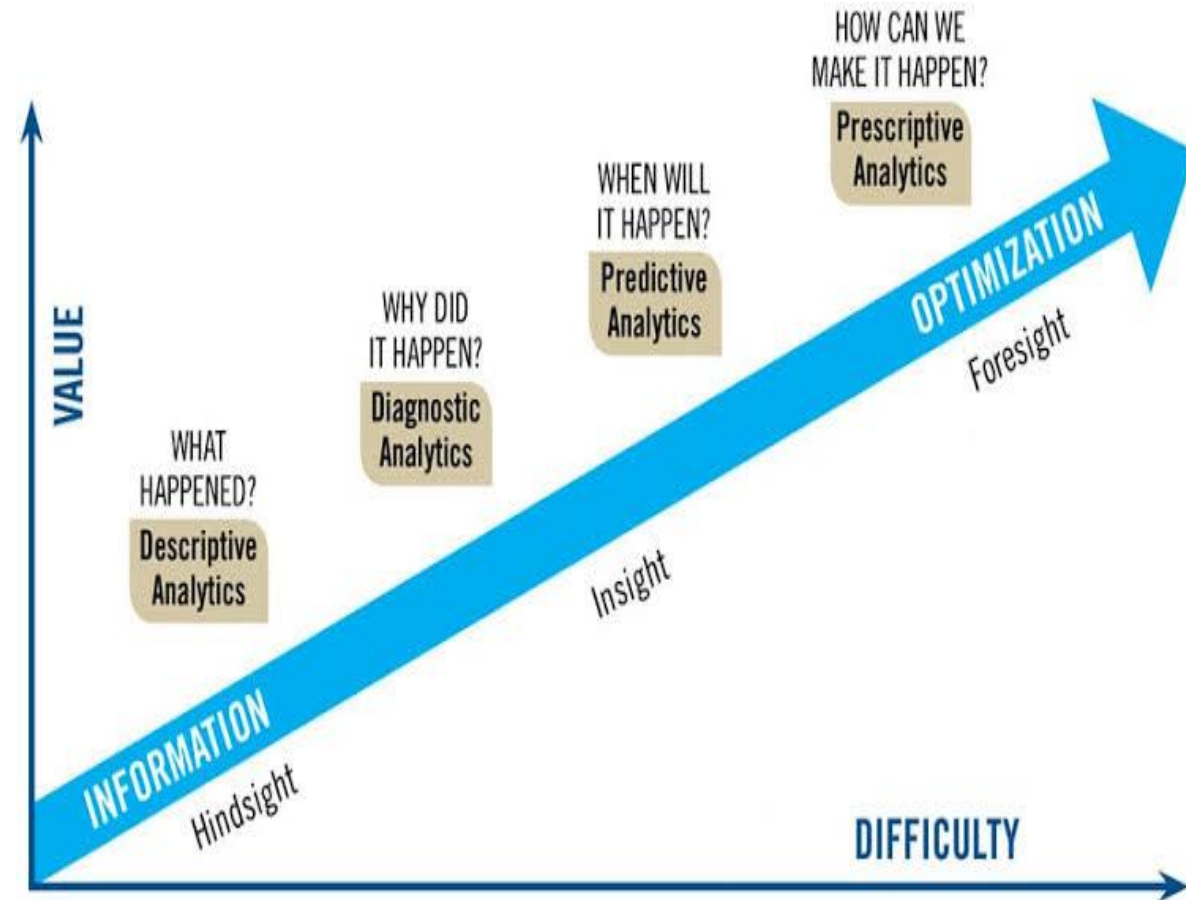 HOW CAN WE
MAKE IT HAPPEN?
Prescriptive
Analytics
WHEN WILL
IT HAPPEN?
Predictive
Analytics
WHY DID
IT HAPPEN?
Diagnostic
Analytics
WHAT
HAPPENED?
Descriptive
Analytics
VALUE
OPTIMIZATION
Foresight
Insight
INFORMATION
Hindsight
DIFFICULTY